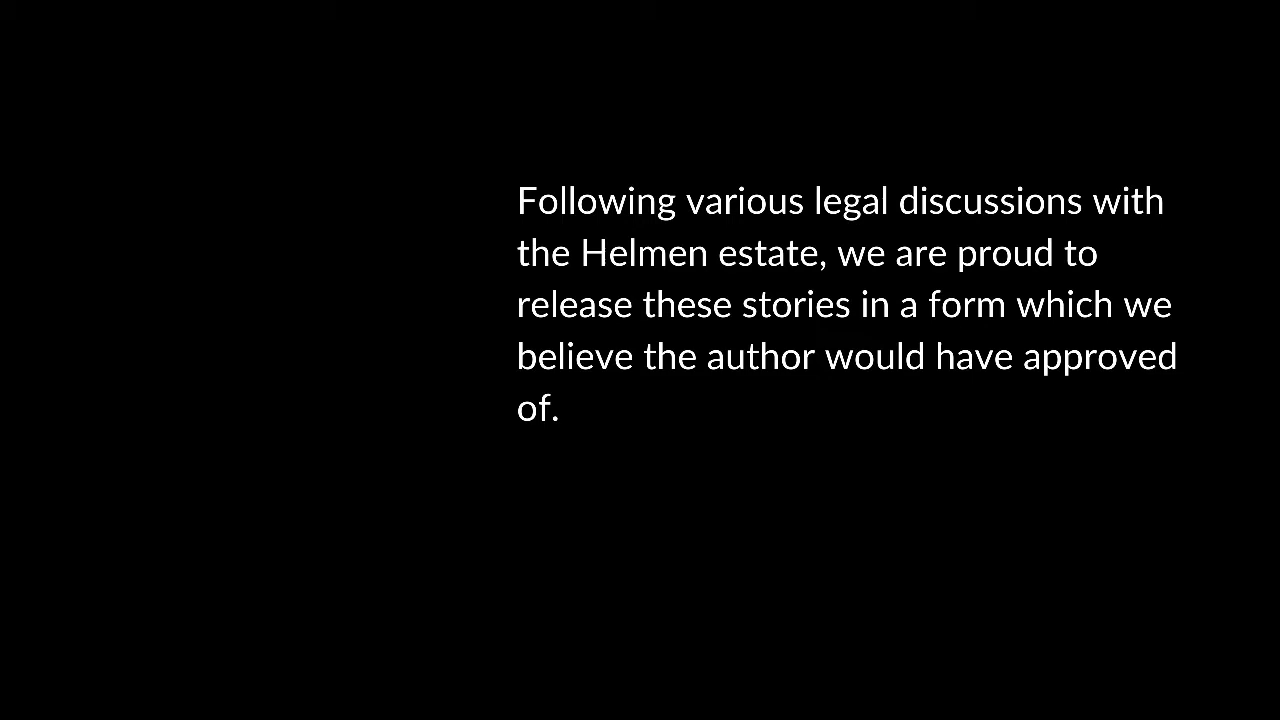 Following various legal discussions with
the Helmen estate, we are proud to
release these stories in a form which we
believe the author would have approved
of.